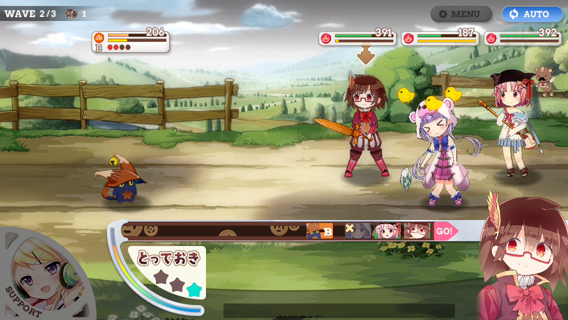 WAVE 2/3 1
MENU
AUTO
206
B
391
187
392
B
GO!
とっておき
SUPPORT